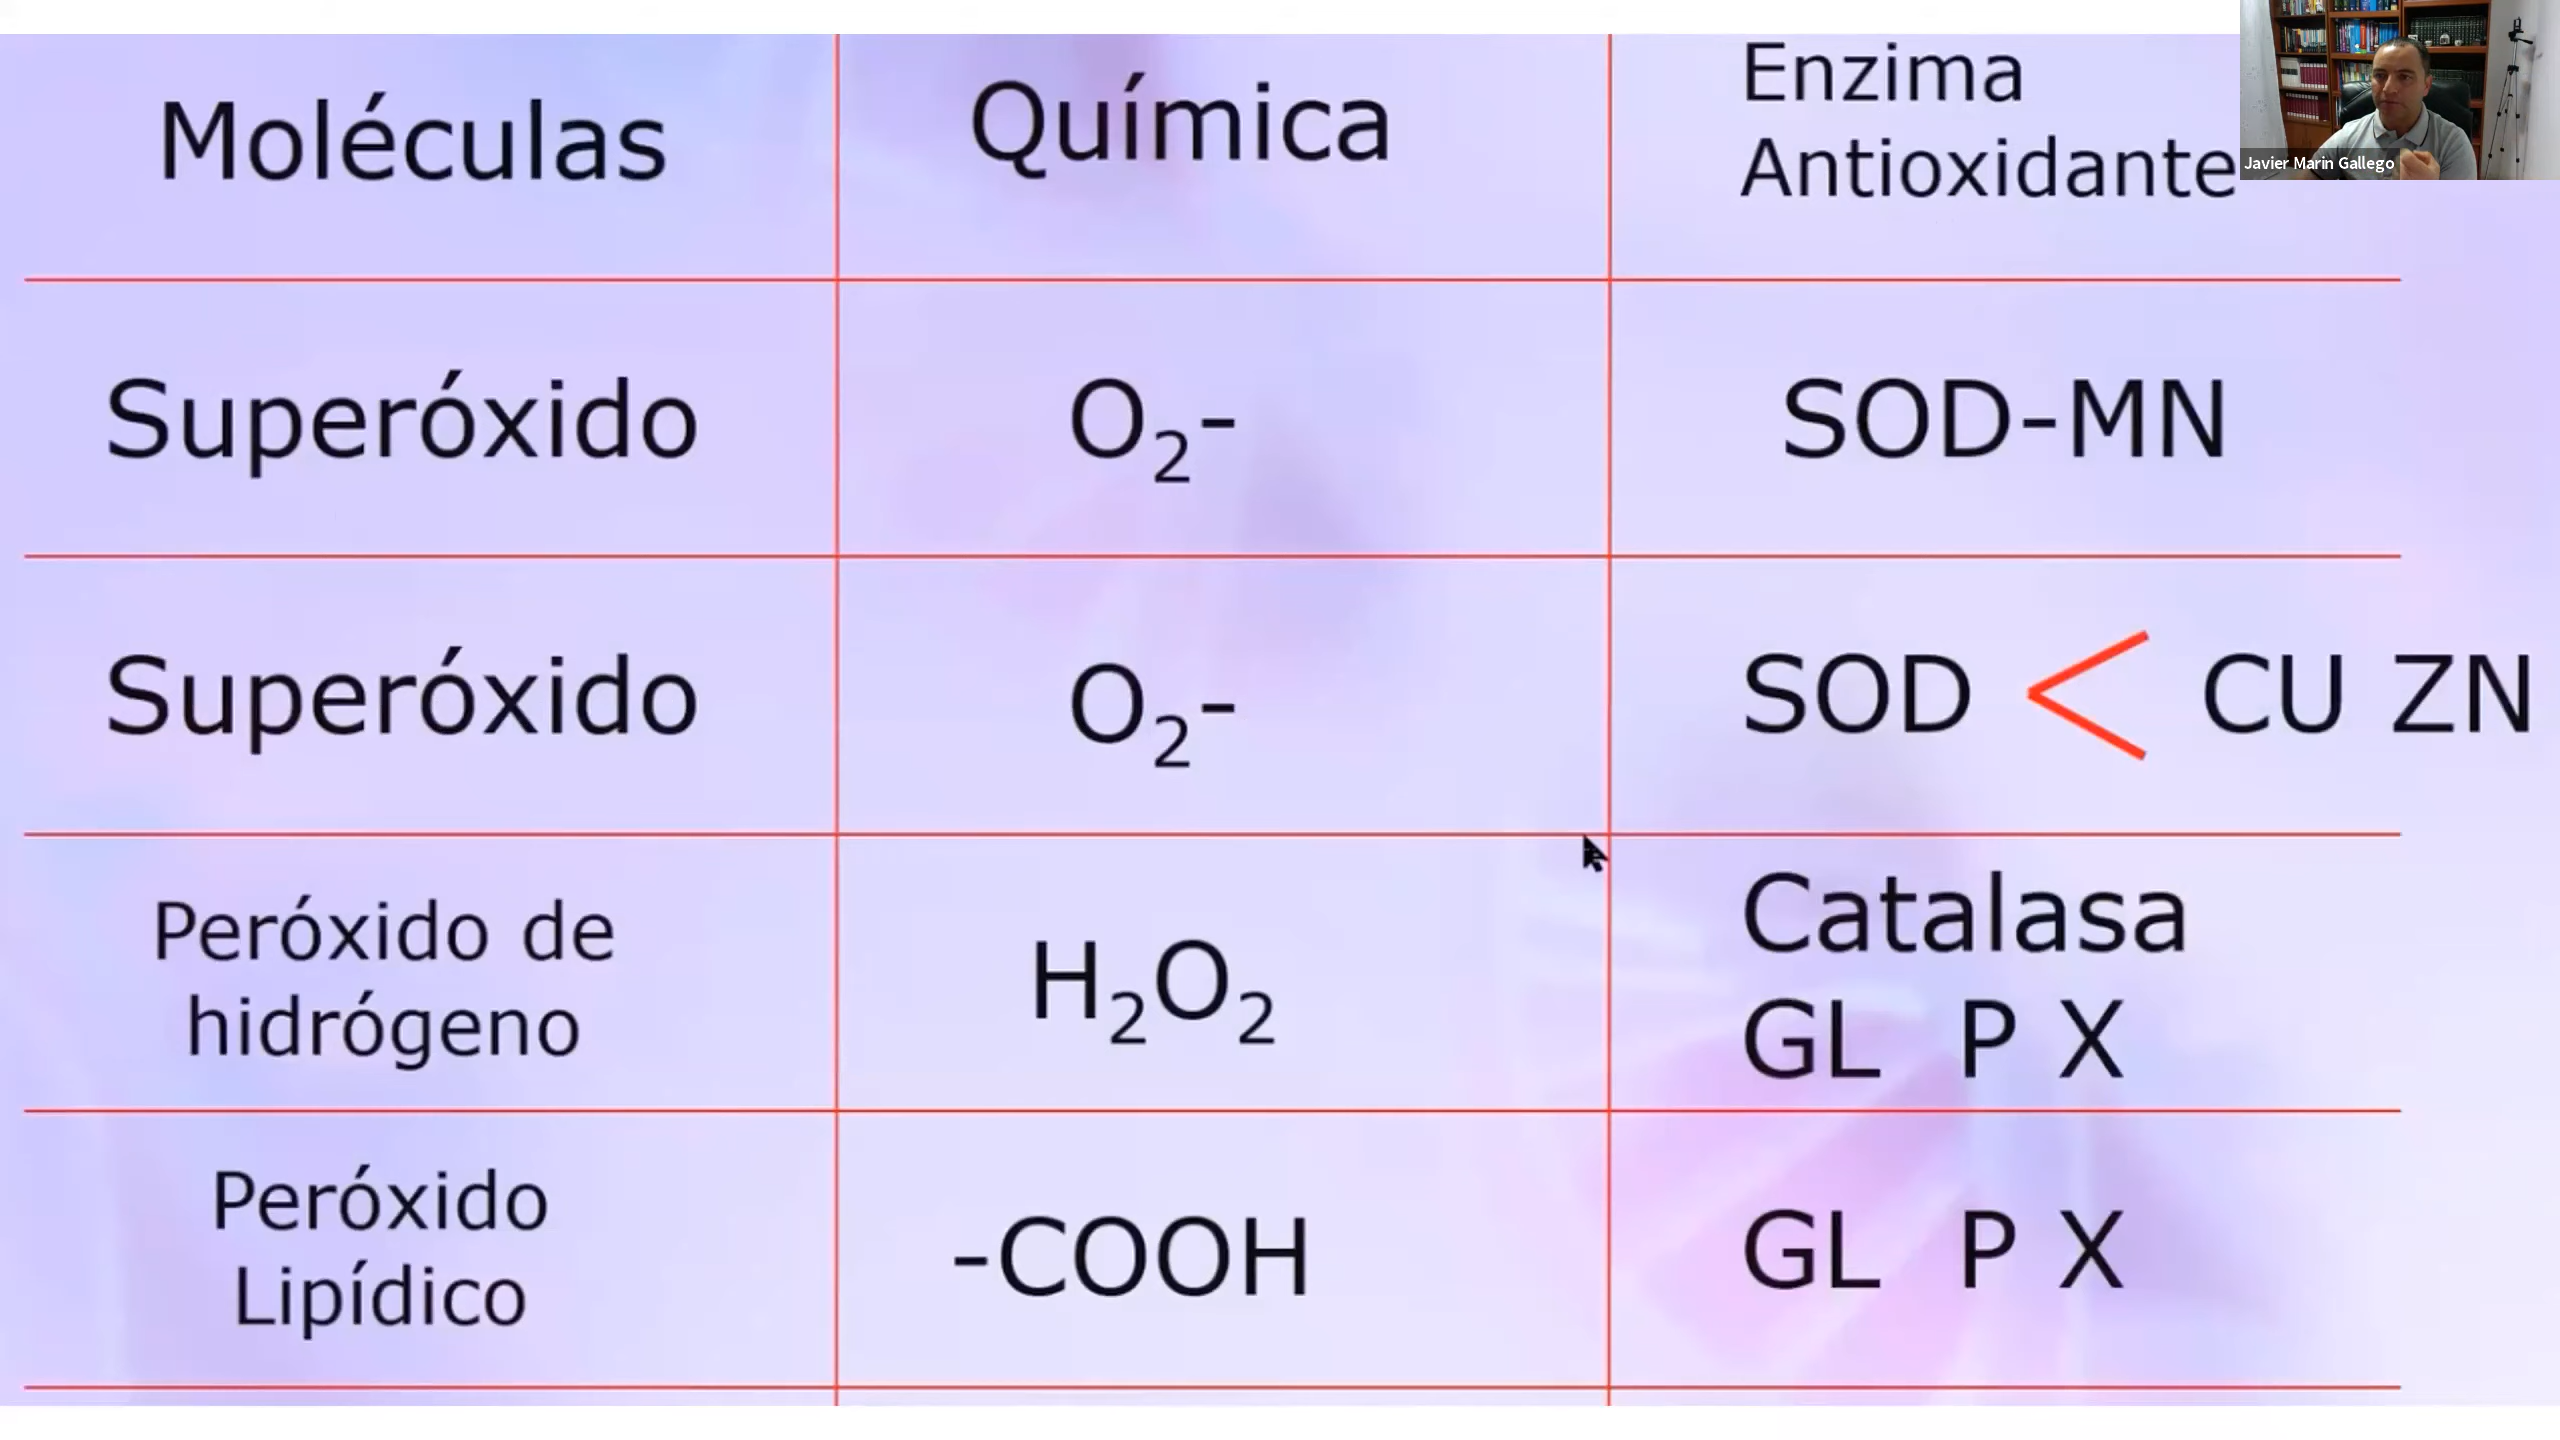 Moléculas
Química
Enzima
Antioxidante
Javier Marin Gallego
Superóxido
O₂-
SOD-MN
Superóxido
O₂-
SOD < CU ZN
Peróxido de
hidrógeno
H₂O₂
Catalasa
GL P X
Peróxido
Lipídico
-COOH
GL P X